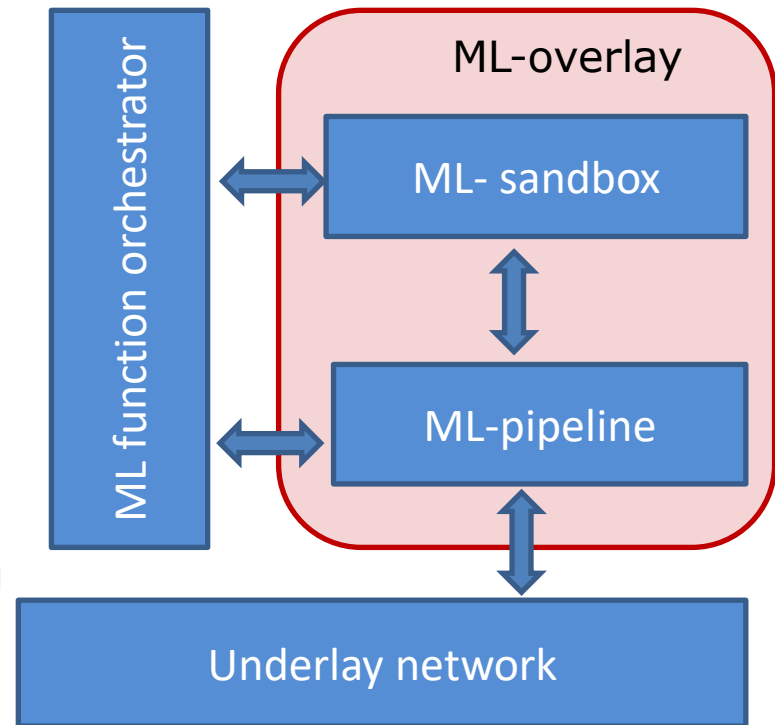 ML function orchestrator
ML-overlay
ML- sandbox
ML-pipeline
Underlay network